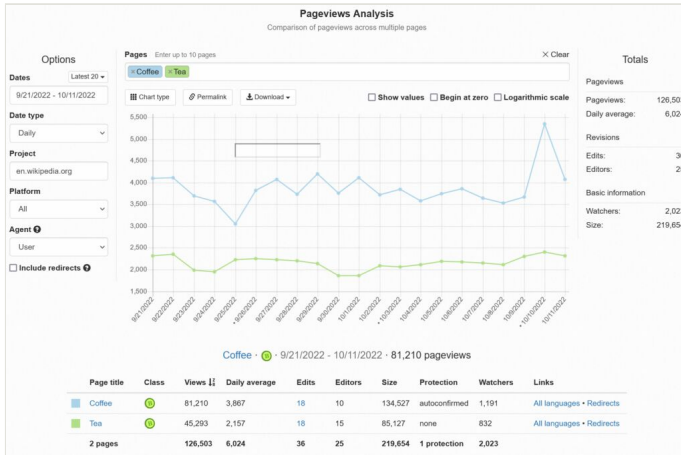 Pageviews Analysis
Comparison of pageviews across multiple pages
Options
Dates Latest 20
9/21/2022 - 10/11/2022
Date type
Daily
Project
en.wikipedia.org
Platform
All
Agent ?
User
Include redirects ?
Pages Enter up to 10 pages × Clear
× Coffee × Tea
Chart type Permalink Download Show values Begin at zero Logarithmic scale
5,500
5,000
4,500
4,000
3,500
3,000
2,500
2,000
1,500
9/21/2022 9/22/2022 9/23/2022 9/24/2022 9/25/2022 • 9/26/2022 9/27/2022 9/28/2022 9/29/2022 9/30/2022 10/1/2022 10/2/2022 • 10/3/2022 10/4/2022 10/5/2022 10/6/2022 10/7/2022 10/8/2022 10/9/2022 • 10/10/2022 10/11/2022
Totals
Pageviews
Pageviews: 126,503
Daily average: 6,024
Revisions
Edits:
Editors:
Basic information
Watchers: 2,023
Size: 219,654
Coffee · 9/21/2022 - 10/11/2022 · 81,210 pageviews
Page title Class Views Daily average Edits Editors Size Protection Watchers Links
Coffee 81,210 3,867 18 10 134,527 autoconfirmed 1,191 All languages • Redirects
Tea 45,293 2,157 18 15 85,127 none 832 All languages • Redirects
2 pages 126,503 6,024 36 25 219,654 1 protection 2,023